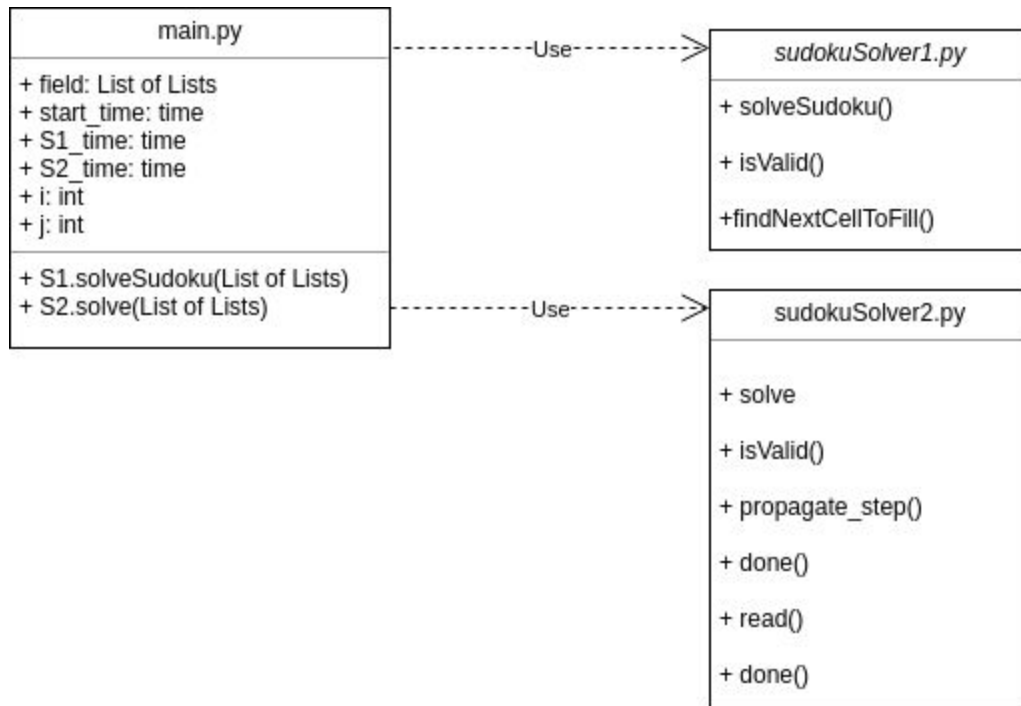 main.py
+ field: List of Lists
+ start_time: time
+ S1_time: time
+ S2_time: time
+ i: int
+ j: int
+ S1.solveSudoku(List of Lists)
+ S2.solve(List of Lists)
Use
sudokuSolver1.py
+ solveSudoku()
+ isValid()
+findNextCellToFill()
Use
sudokuSolver2.py
+ solve
+ isValid()
+ propagate_step()
+ done()
+ read()
+ done()